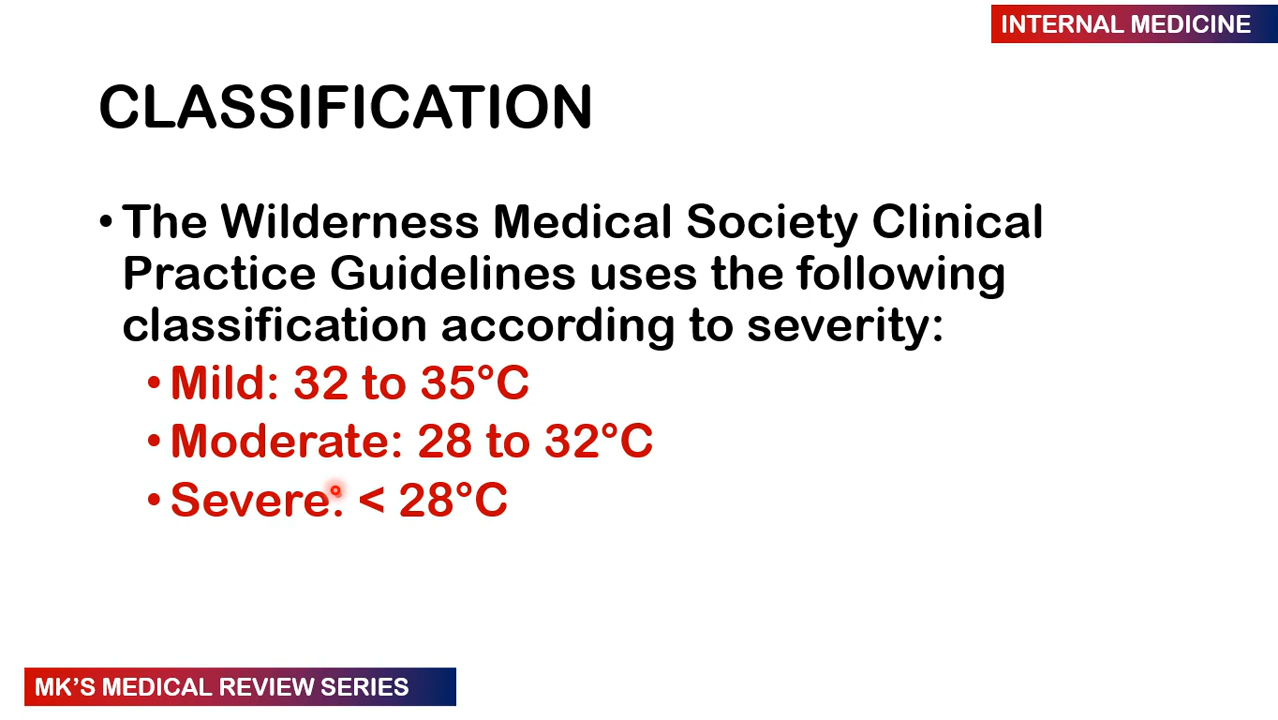 INTERNAL MEDICINE
CLASSIFICATION
• The Wilderness Medical Society Clinical
Practice Guidelines uses the following
classification according to severity:
• Mild: 32 to 35°C
• Moderate: 28 to 32°C
• Severe: < 28°C
MK'S MEDICAL REVIEW SERIES